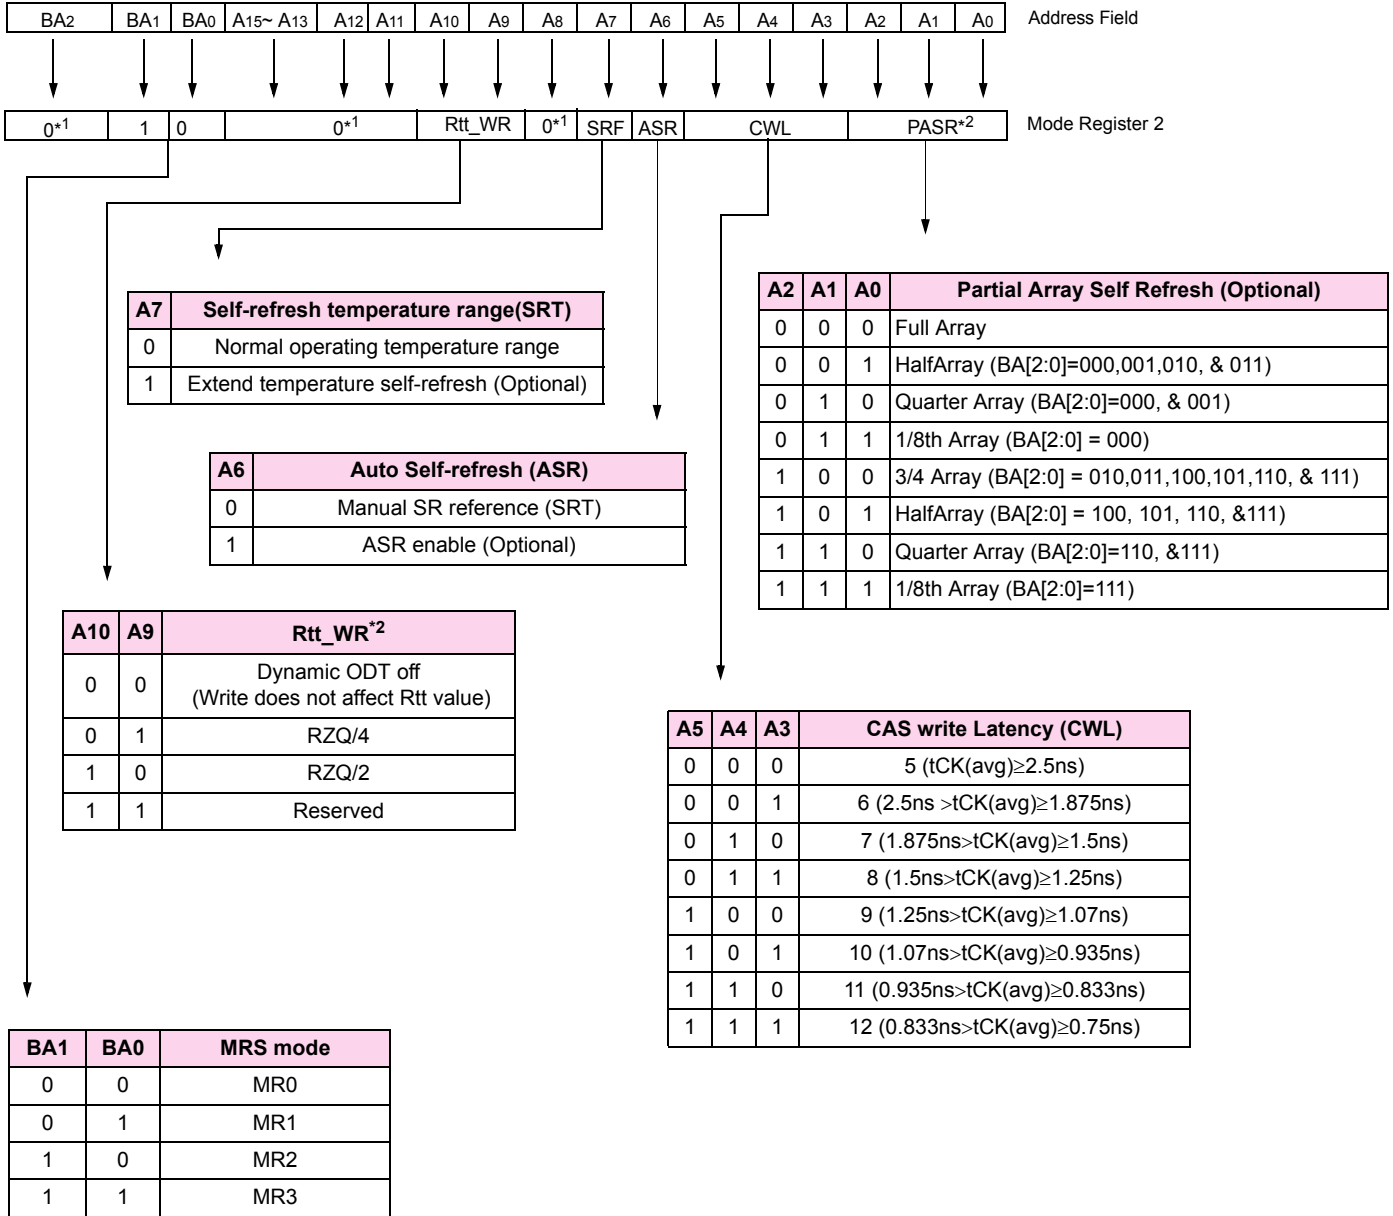 BA2 BA1 BA0 A15~ A13 A12 A11 A10 A9 A8 A7 A6 A5 A4 A3 A2 A1 A0 Address Field
0*1 1 0 0*1 Rtt_WR 0*1 SRF ASR CWL PASR*2 Mode Register 2
A7 Self-refresh temperature range(SRT)
0 Normal operating temperature range
1 Extend temperature self-refresh (Optional)
A2 A1 A0 Partial Array Self Refresh (Optional)
0 0 0 Full Array
0 0 1 HalfArray (BA[2:0]=000,001,010, & 011)
0 1 0 Quarter Array (BA[2:0]=000, & 001)
0 1 1 1/8th Array (BA[2:0] = 000)
1 0 0 3/4 Array (BA[2:0] = 010,011,100,101,110, & 111)
1 0 1 HalfArray (BA[2:0] = 100, 101, 110, &111)
1 1 0 Quarter Array (BA[2:0]=110, &111)
1 1 1 1/8th Array (BA[2:0]=111)
A6 Auto Self-refresh (ASR)
0 Manual SR reference (SRT)
1 ASR enable (Optional)
A10 A9 Rtt_WR*2
0 0 Dynamic ODT off
(Write does not affect Rtt value)
0 1 RZQ/4
1 0 RZQ/2
1 1 Reserved
A5 A4 A3 CAS write Latency (CWL)
0 0 0 5 (tCK(avg)≥2.5ns)
0 0 1 6 (2.5ns >tCK(avg)≥1.875ns)
0 1 0 7 (1.875ns>tCK(avg)≥1.5ns)
0 1 1 8 (1.5ns>tCK(avg)≥1.25ns)
1 0 0 9 (1.25ns>tCK(avg)≥1.07ns)
1 0 1 10 (1.07ns>tCK(avg)≥0.935ns)
1 1 0 11 (0.935ns>tCK(avg)≥0.833ns)
1 1 1 12 (0.833ns>tCK(avg)≥0.75ns)
BA1 BA0 MRS mode
0 0 MR0
0 1 MR1
1 0 MR2
1 1 MR3